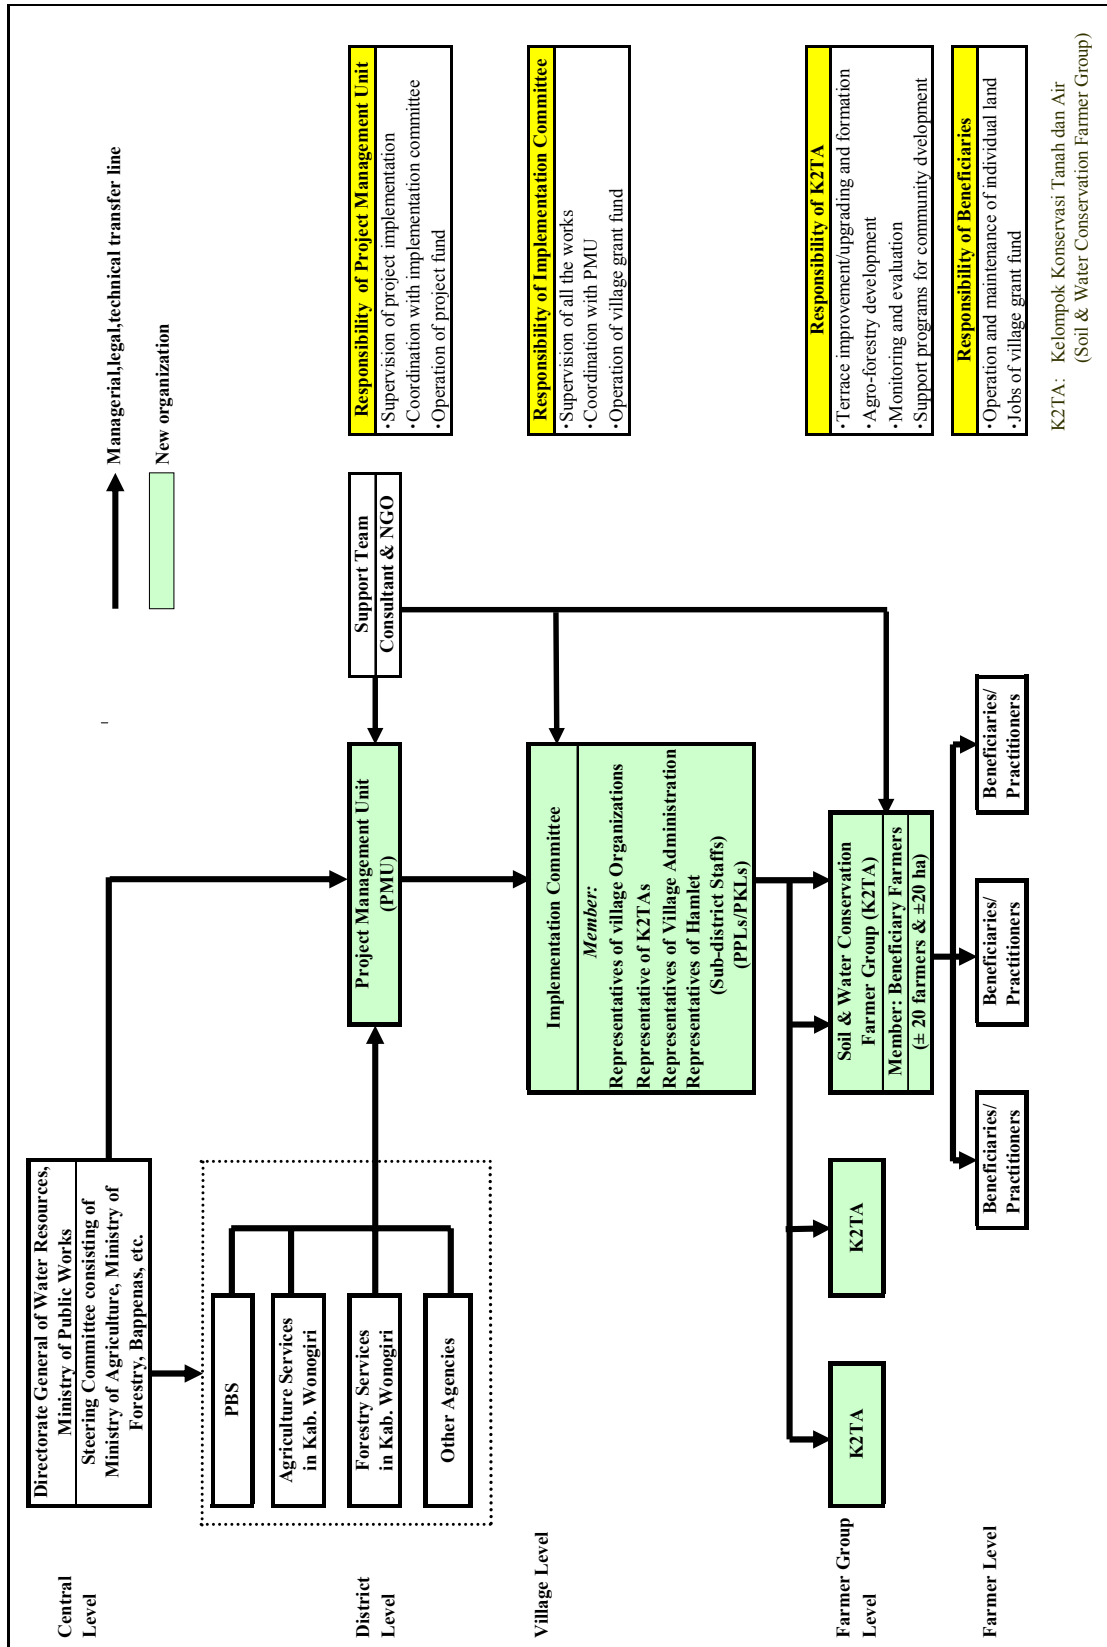 Central
Level
Directorate General of Water Resources,
Ministry of Public Works
Steering Committee consisting of
Ministry of Agriculture, Ministry of
Forestry, Bappenas, etc.
Managerial,legal,technical transfer line
New organization
District
Level
PBS
Agriculture Services
in Kab. Wonogiri
Forestry Services
in Kab. Wonogiri
Other Agencies
Project Management Unit
(PMU)
Support Team
Consultant & NGO
Responsibility of Project Management Unit
・Supervision of project implementation
・Coordination with implementation committee
・Operation of project fund
Village Level
Implementation Committee
Member:
Representatives of village Organizations
Representative of K2TAs
Representatives of Village Administration
Representatives of Hamlet
(Sub-district Staffs)
(PPLs/PKLs)
Responsibility of Implementation Committee
・Supervision of all the works
・Coordination with PMU
・Operation of village grant fund
Farmer Group
Level
K2TA
K2TA
Soil & Water Conservation
Farmer Group (K2TA)
Member: Beneficiary Farmers
(± 20 farmers & ±20 ha)
Responsibility of K2TA
・Terrace improvement/upgrading and formation
・Agro-forestry development
・Monitoring and evaluation
・Support programs for community dvelopment
Farmer Level
Beneficiaries/
Practitioners
Beneficiaries/
Practitioners
Beneficiaries/
Practitioners
Responsibility of Beneficiaries
・Operation and maintenance of individual land
・Jobs of village grant fund
K2TA: Kelompok Konservasi Tanah dan Air
(Soil & Water Conservation Farmer Group)